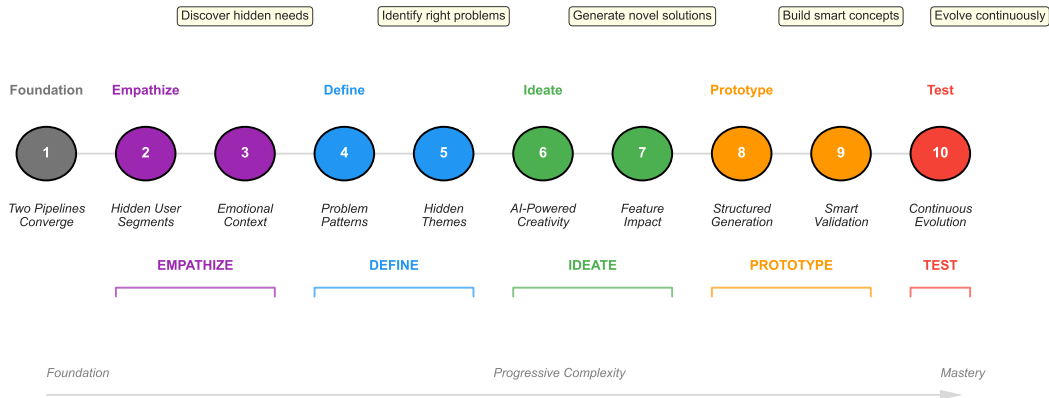 Discover hidden needs
Identify right problems
Generate novel solutions
Build smart concepts
Evolve continuously
Foundation
Empathize
Define
Ideate
Prototype
Test
1
2
3
4
5
6
7
8
9
10
Two Pipelines
Converge
Hidden User
Segments
Emotional
Context
Problem
Patterns
Hidden
Themes
AI-Powered
Creativity
Feature
Impact
Structured
Generation
Smart
Validation
Continuous
Evolution
EMPATHIZE
DEFINE
IDEATE
PROTOTYPE
TEST
Foundation
Progressive Complexity
Mastery